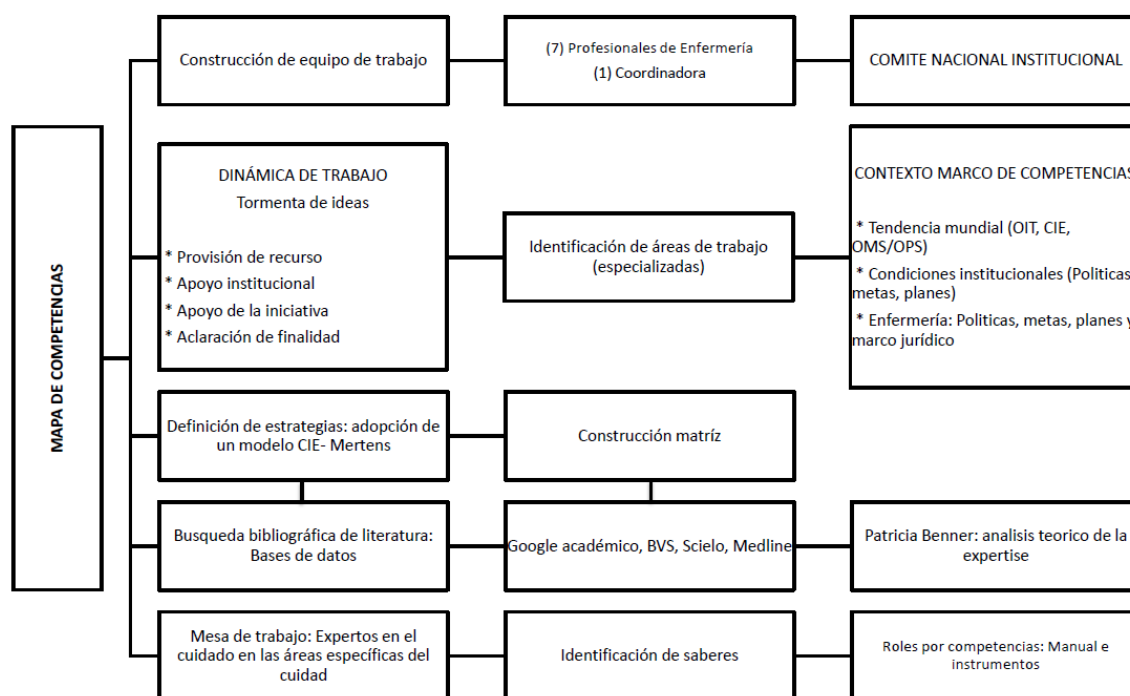 MAPA DE COMPETENCIAS
Construcción de equipo de trabajo
(7) Profesionales de Enfermería
(1) Coordinadora
COMITE NACIONAL INSTITUCIONAL
DINÁMICA DE TRABAJO
Tormenta de ideas
* Provisión de recurso
* Apoyo institucional
* Apoyo de la iniciativa
* Aclaración de finalidad
Identificación de áreas de trabajo
(especializadas)
CONTEXTO MARCO DE COMPETENCIAS
* Tendencia mundial (OIT, CIE,
OMS/OPS)
* Condiciones institucionales (Politicas
metas, planes)
* Enfermería: Politicas, metas, planes y
marco jurídico
Definición de estrategias: adopción de
un modelo CIE- Mertens
Construcción matríz
Busqueda bibliográfica de literatura:
Bases de datos
Google académico, BVS, Scielo, Medline
Patricia Benner: analisis teorico de la
expertise
Mesa de trabajo: Expertos en el
cuidado en las áreas específicas del
cuidad
Identificación de saberes
Roles por competencias: Manual e
instrumentos